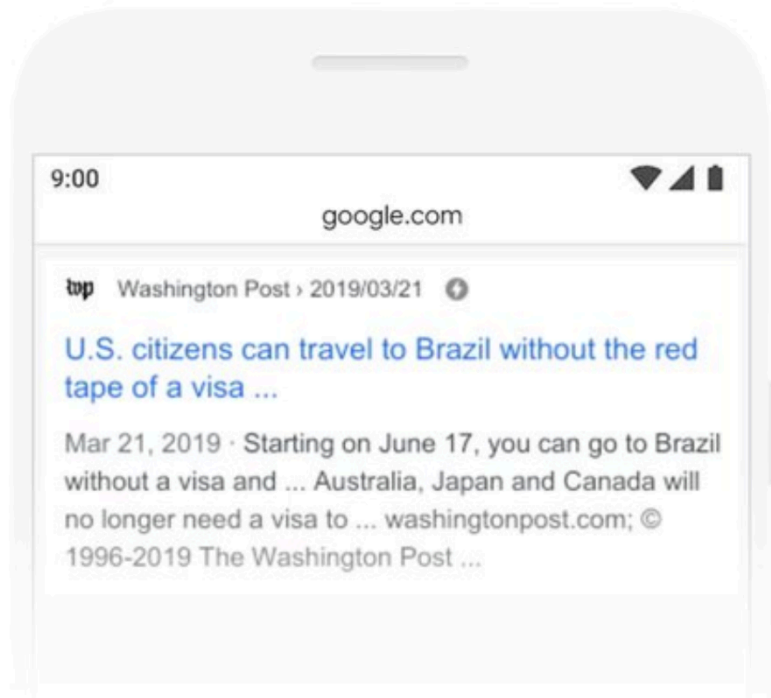 9:00
google.com
wp Washington Post › 2019/03/21
U.S. citizens can travel to Brazil without the red
tape of a visa ...
Mar 21, 2019 · Starting on June 17, you can go to Brazil
without a visa and ... Australia, Japan and Canada will
no longer need a visa to ... washingtonpost.com; ©
1996-2019 The Washington Post ...